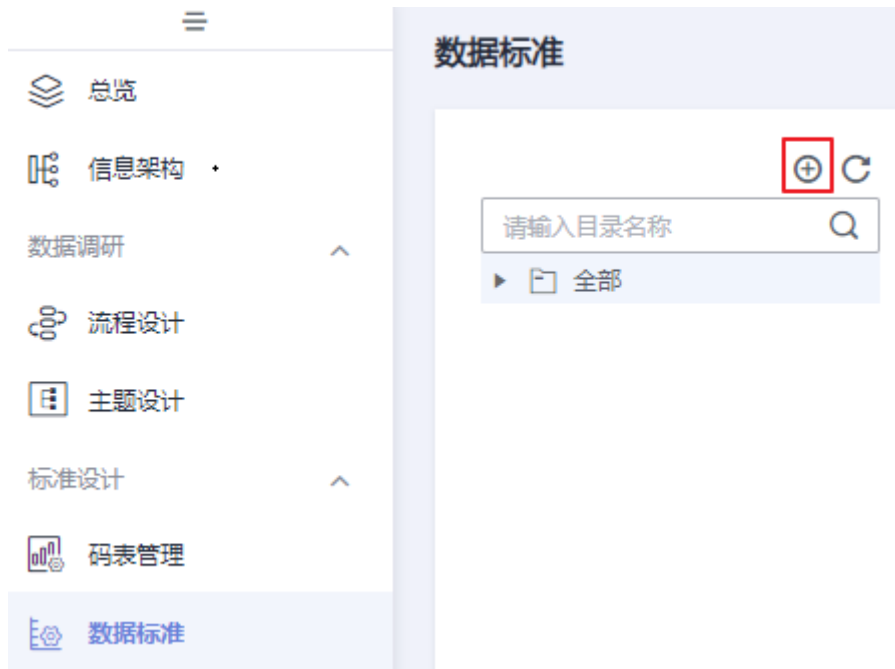 总览
信息架构
数据调研
流程设计
主题设计
标准设计
码表管理
数据标准
数据标准
请输入目录名称
全部